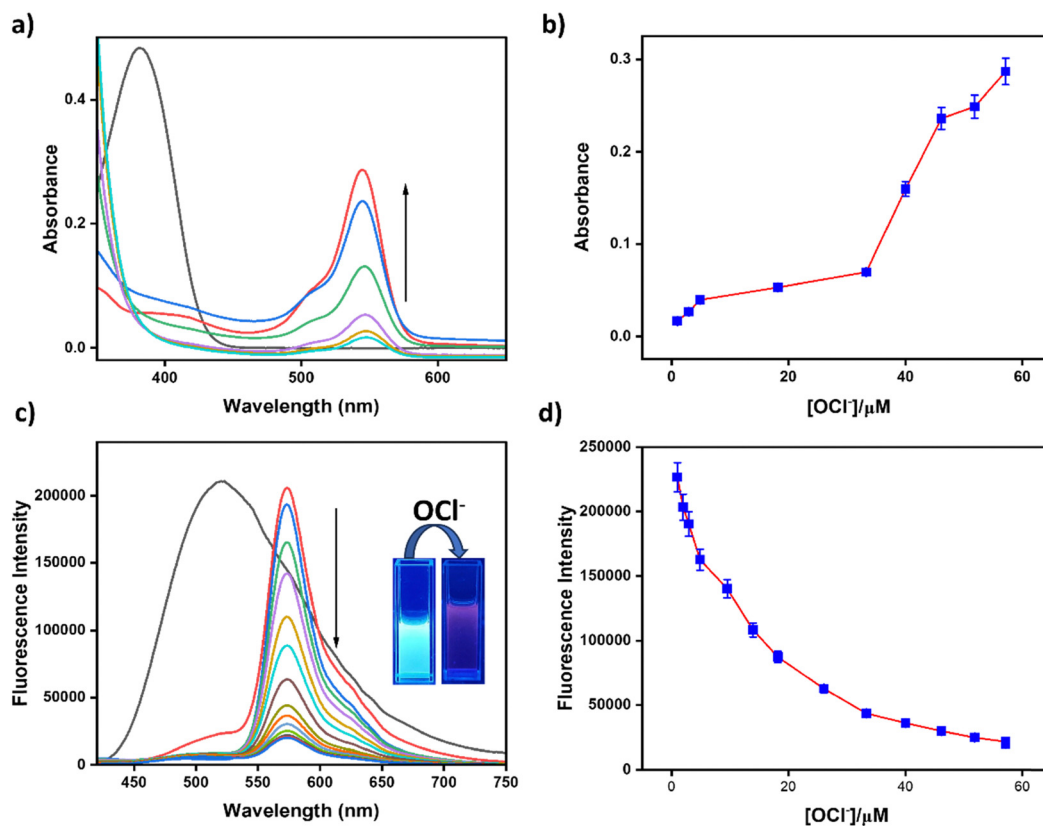 a)
0.4
0.2
0.0
Absorbance
400
500
600
Wavelength (nm)
b)
0.3
0.2
0.1
0.0
Absorbance
0
20
40
60
[OCl⁻]/μM
c)
200000
150000
100000
50000
0
Fluorescence Intensity
OCl⁻
450
500
550
600
650
700
750
Wavelength (nm)
d)
250000
200000
150000
100000
50000
0
Fluorescence Intensity
0
20
40
60
[OCl⁻]/μM